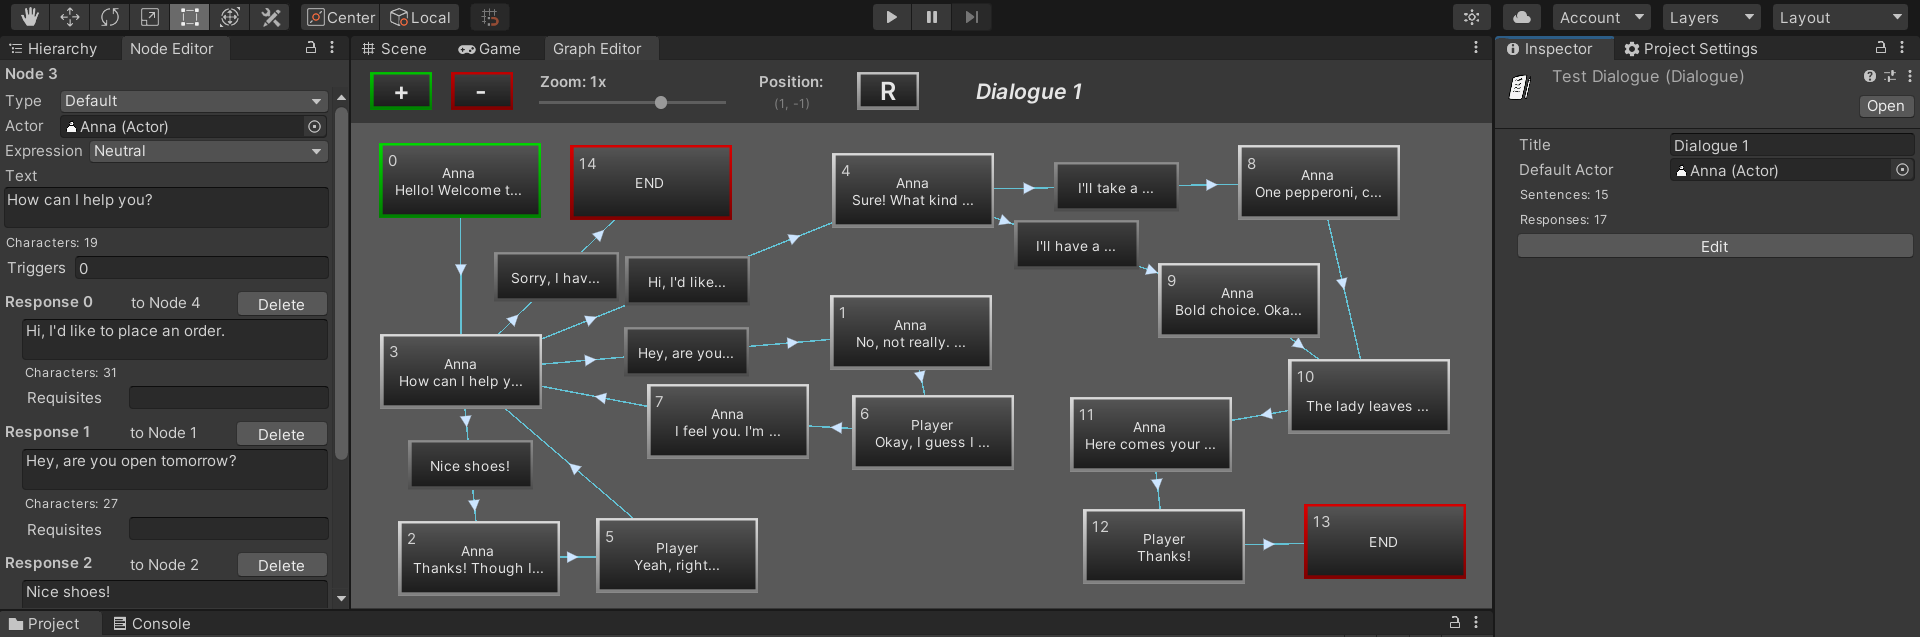 Center
Local
Account
Layers
Layout
Hierarchy
Node Editor
Scene
Game
Graph Editor
Inspector
Project Settings
Node 3
Type
Default
Actor
Anna (Actor)
Expression
Neutral
Text
How can I help you?
Characters: 19
Triggers
0
Response 0
to Node 4
Delete
Hi, I'd like to place an order.
Characters: 31
Requisites
Response 1
to Node 1
Delete
Hey, are you open tomorrow?
Characters: 27
Requisites
Response 2
to Node 2
Delete
Nice shoes!
+
-
Zoom: 1x
Position:
(1, -1)
R
Dialogue 1
0
Anna
Hello! Welcome t...
14
END
4
Anna
Sure! What kind ...
I'll take a ...
8
Anna
One pepperoni, c...
I'll have a ...
Sorry, I hav...
Hi, I'd like...
9
Anna
Bold choice. Oka...
1
Anna
No, not really. ...
3
Anna
How can I help y...
Hey, are you...
10
The lady leaves ...
7
Anna
I feel you. I'm ...
6
Player
Okay, I guess I ...
11
Anna
Here comes your ...
Nice shoes!
2
Anna
Thanks! Though I...
5
Player
Yeah, right...
12
Player
Thanks!
13
END
Test Dialogue (Dialogue)
Open
Title
Dialogue 1
Default Actor
Anna (Actor)
Sentences: 15
Responses: 17
Edit
Project
Console